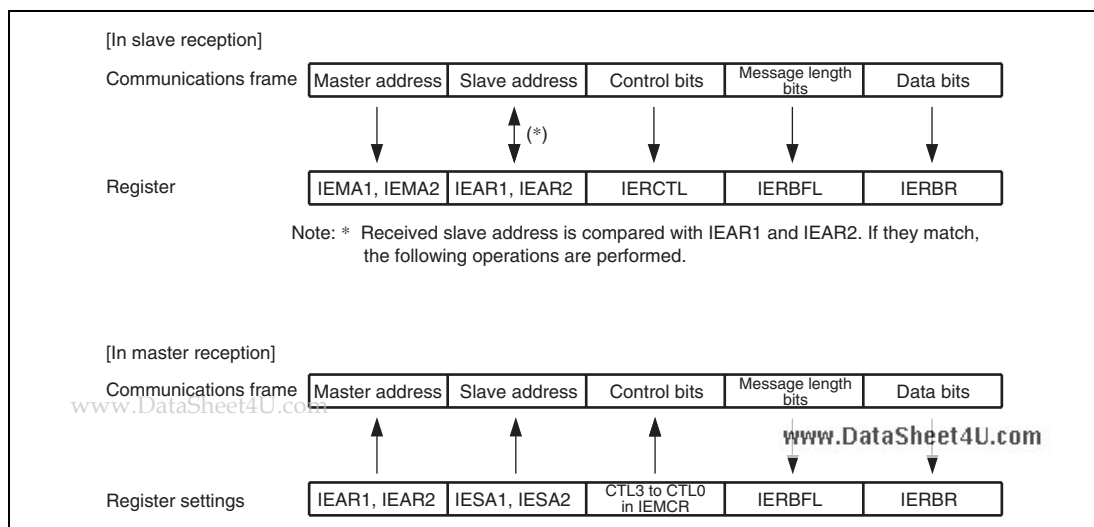 [In slave reception]
Communications frame Master address Slave address Control bits Message length bits Data bits
(*)
Register IEMA1, IEMA2 IEAR1, IEAR2 IERCTL IERBFL IERBR
Note: * Received slave address is compared with IEAR1 and IEAR2. If they match,
the following operations are performed.
[In master reception]
Communications frame Master address Slave address Control bits Message length bits Data bits
www.DataSheet4U.com
www.DataSheet4U.com
Register settings IEAR1, IEAR2 IESA1, IESA2 CTL3 to CTL0 in IEMCR IERBFL IERBR